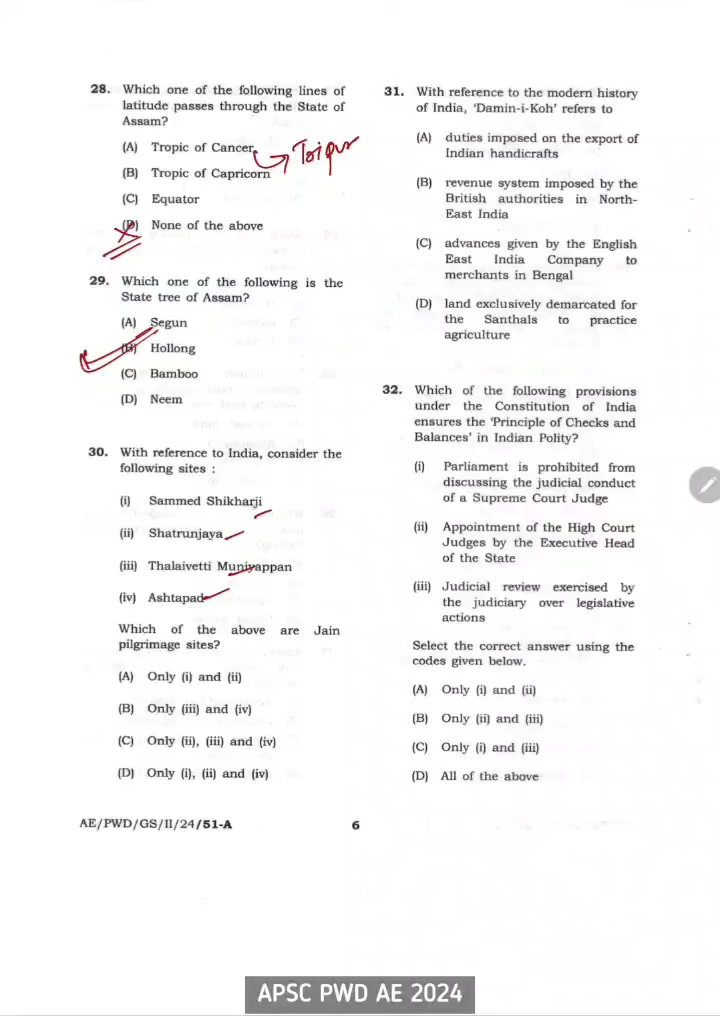 28. Which one of the following lines of
latitude passes through the State of
Assam?
(A) Tropic of Cancer
(B) Tropic of Capricorn
(C) Equator
(D) None of the above
29. Which one of the following is the
State tree of Assam?
(A) Segun
(B) Hollong
(C) Bamboo
(D) Neem
30. With reference to India, consider the
following sites :
(i) Sammed Shikharji
(ii) Shatrunjaya
(iii) Thalaivetti Muniyappan
(iv) Ashtapad
Which of the above are Jain
pilgrimage sites?
(A) Only (i) and (ii)
(B) Only (iii) and (iv)
(C) Only (ii), (iii) and (iv)
(D) Only (i), (ii) and (iv)
31. With reference to the modern history
of India, 'Damin-i-Koh' refers to
(A) duties imposed on the export of
Indian handicrafts
(B) revenue system imposed by the
British authorities in North-
East India
(C) advances given by the English
East India Company to
merchants in Bengal
(D) land exclusively demarcated for
the Santhals to practice
agriculture
32. Which of the following provisions
under the Constitution of India
ensures the 'Principle of Checks and
Balances' in Indian Polity?
(i) Parliament is prohibited from
discussing the judicial conduct
of a Supreme Court Judge
(ii) Appointment of the High Court
Judges by the Executive Head
of the State
(iii) Judicial review exercised by
the judiciary over legislative
actions
Select the correct answer using the
codes given below.
(A) Only (i) and (ii)
(B) Only (ii) and (iii)
(C) Only (i) and (iii)
(D) All of the above
AE/PWD/GS/II/24/51-A
6
APSC PWD AE 2024